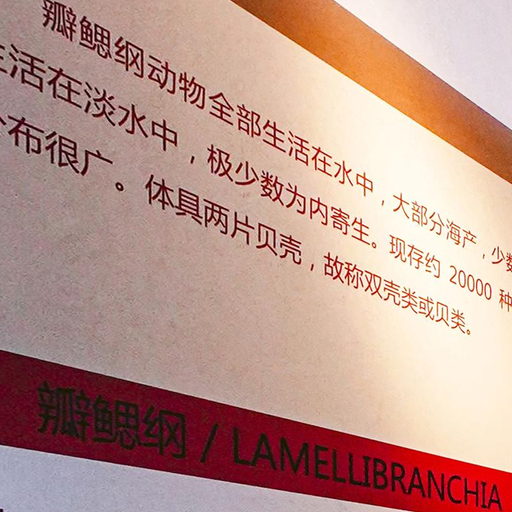 瓣鳃纲动物全部生活在水中，大部分海产，少数
生活在淡水中，极少数为内寄生。现存约 20000 种
分布很广。体具两片贝壳，故称双壳类或贝类。
瓣鳃纲 / LAMELLIBRANCHIA